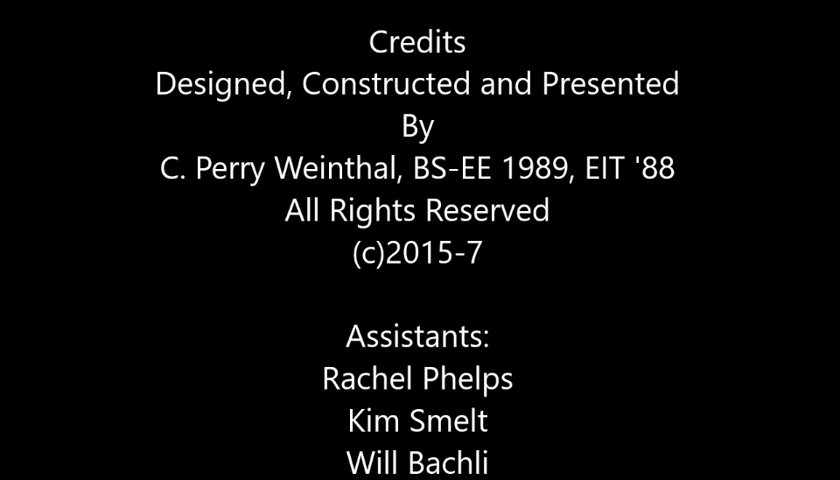 Credits
Designed, Constructed and Presented
By
C. Perry Weinthal, BS-EE 1989, EIT '88
All Rights Reserved
(c)2015-7
Assistants:
Rachel Phelps
Kim Smelt
Will Bachli